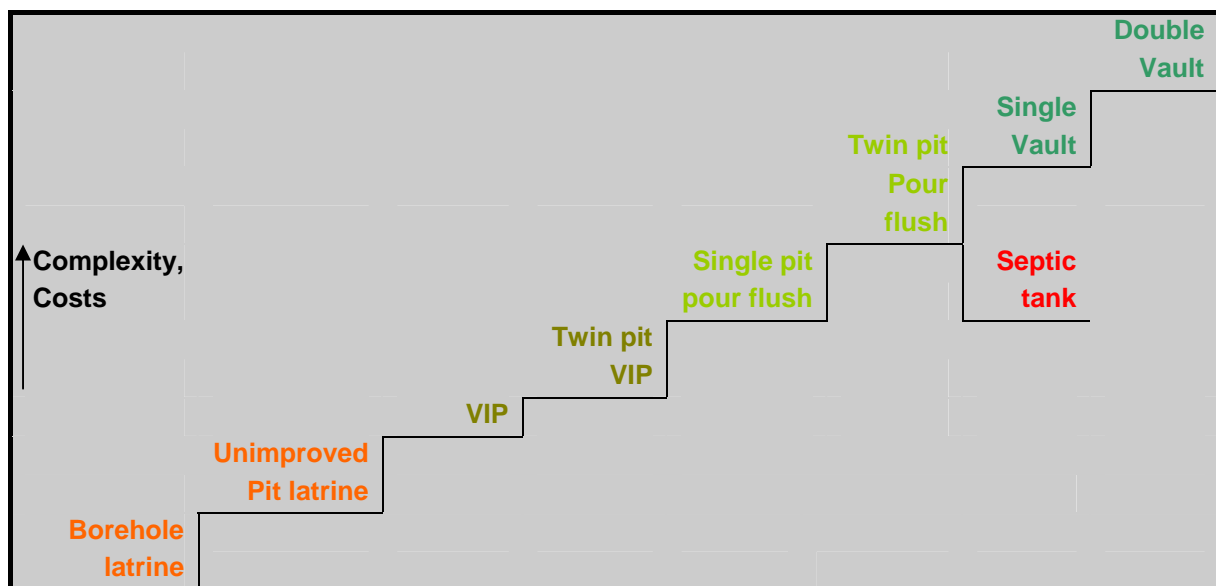 Double
Vault
Single
Vault
Twin pit
Pour
flush
Complexity,
Costs
Single pit
pour flush
Septic
tank
Twin pit
VIP
VIP
Unimproved
Pit latrine
Borehole
latrine